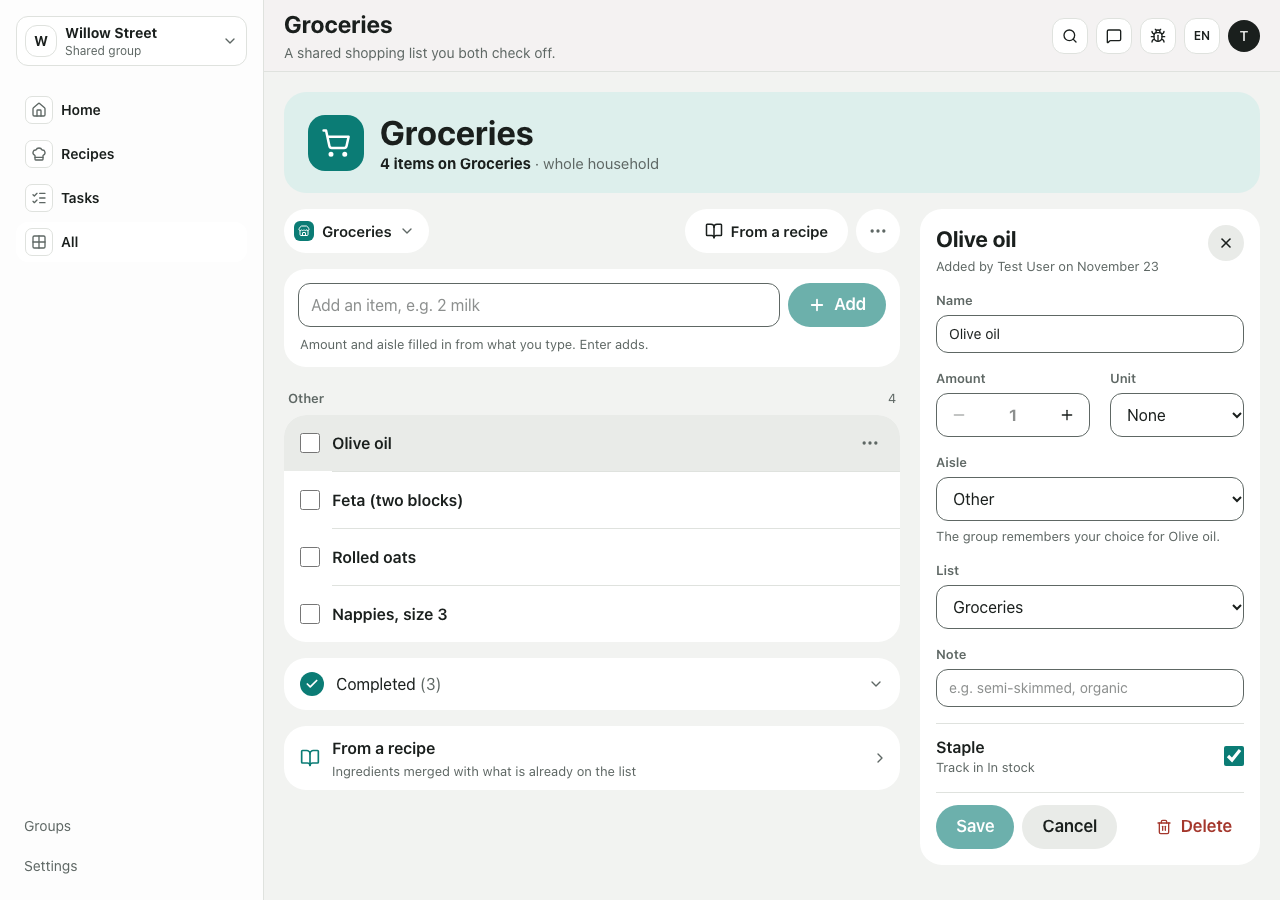 W
Willow Street
Shared group
Home
Recipes
Tasks
All
Groups
Settings
Groceries
A shared shopping list you both check off.
EN
T
Groceries
4 items on Groceries · whole household
Groceries
From a recipe
Add an item, e.g. 2 milk
Add
Amount and aisle filled in from what you type. Enter adds.
Other 4
Olive oil
Feta (two blocks)
Rolled oats
Nappies, size 3
Completed (3)
From a recipe
Ingredients merged with what is already on the list
Olive oil
Added by Test User on November 23
Name
Olive oil
Amount Unit
1 None
Aisle
Other
The group remembers your choice for Olive oil.
List
Groceries
Note
e.g. semi-skimmed, organic
Staple
Track in In stock
Save Cancel Delete